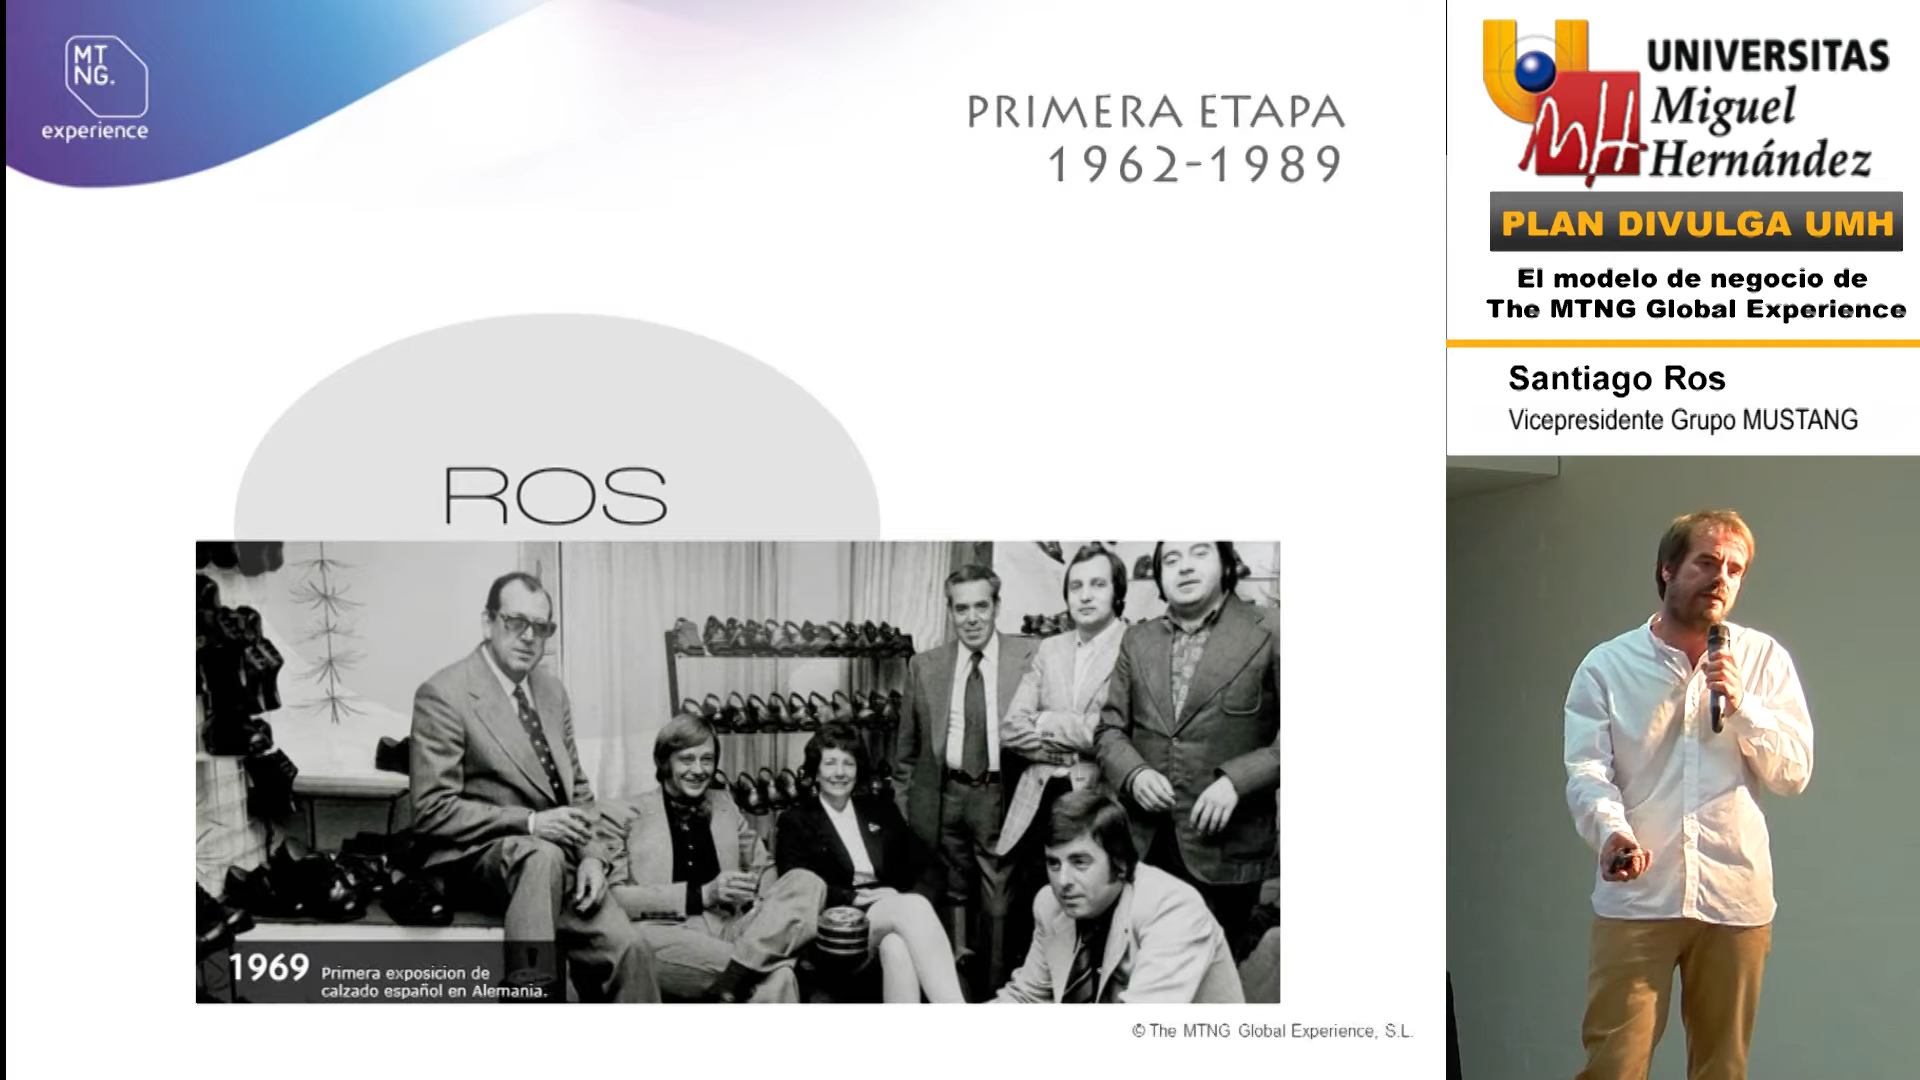 MT
NG.
experience
PRIMERA ETAPA
1962-1989
ROS
1969 Primera exposicion de
calzado español en Alemania.
© The MTNG Global Experience, S.L.
UNIVERSITAS
Miguel
Hernández
UMH
PLAN DIVULGA UMH
El modelo de negocio de
The MTNG Global Experience
Santiago Ros
Vicepresidente Grupo MUSTANG